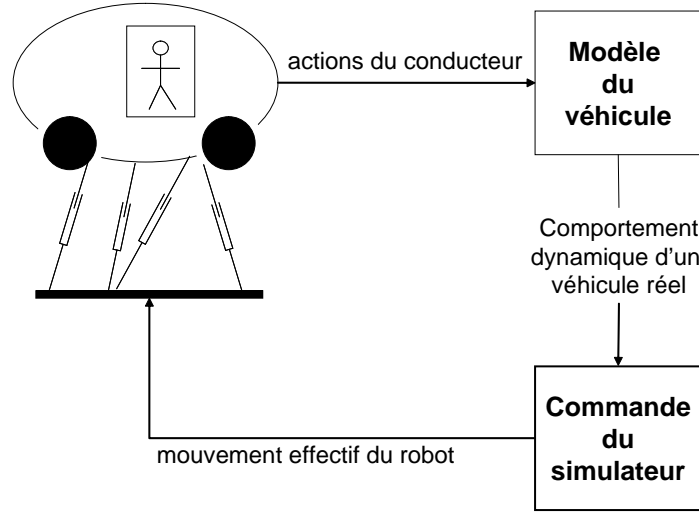 actions du conducteur
Modèle
du
véhicule
Comportement
dynamique d'un
véhicule réel
Commande
du
simulateur
mouvement effectif du robot